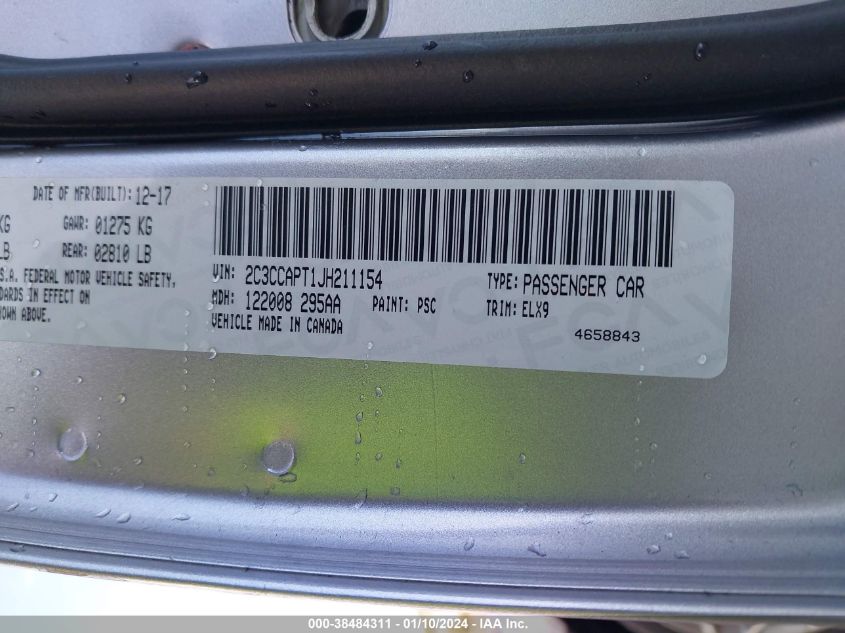 DATE OF MFR(BUILT): 12-17
KG GAWR: 01275 KG
LB REAR: 02810 LB
S.A. FEDERAL MOTOR VEHICLE SAFETY,
DARDS IN EFFECT ON
OWN ABOVE.
VIN: 2C3CCAPT1JH211154 TYPE: PASSENGER CAR
MDH: 122008 295AA PAINT: PSC TRIM: ELX9
VEHICLE MADE IN CANADA 4658843
000-38484311 - 01/10/2024 - IAA Inc.